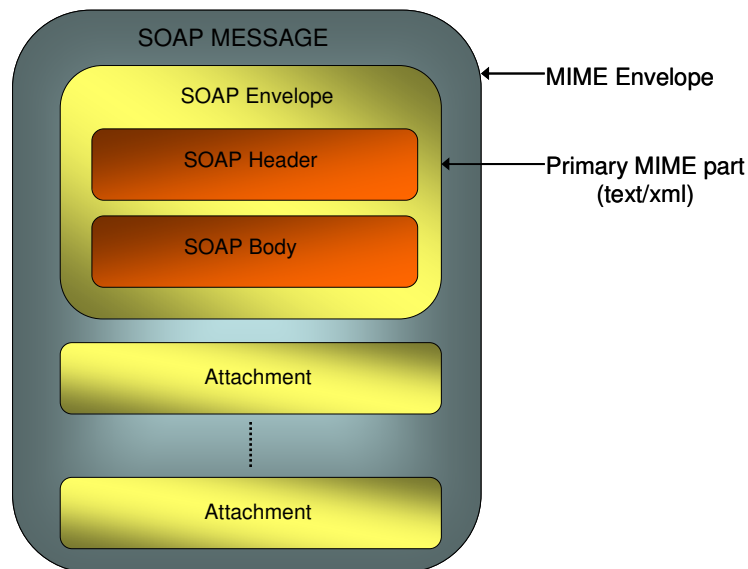 SOAP MESSAGE
MIME Envelope
SOAP Envelope
SOAP Header
Primary MIME part
(text/xml)
SOAP Body
Attachment
Attachment